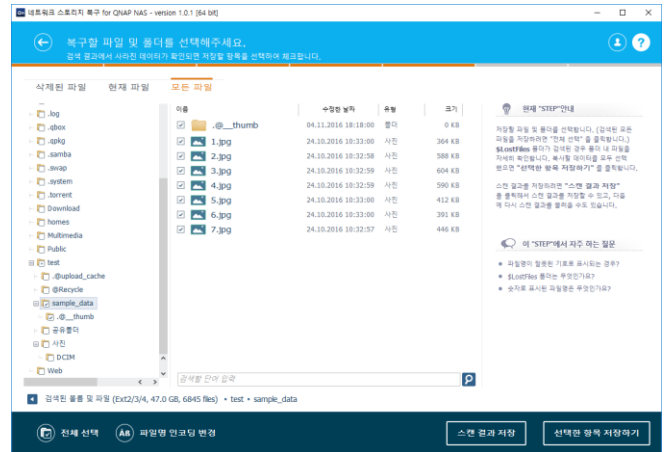 네트워크 스토리지 복구 for QNAP NAS - version 1.0.1 [64 bit]
복구할 파일 및 폴더를 선택해주세요.
검색 결과에서 사라진 데이터가 확인되면 저장할 항목을 선택하여 체크합니다.
삭제된 파일 현재 파일 모든 파일
.log
.qbox
.qpkg
.samba
.swap
.system
.torrent
Download
homes
Multimedia
Public
test
.@upload_cache
@Recycle
sample_data
.@__thumb
공유폴더
사진
DCIM
Web
이름 수정한 날짜 유형 크기
.@__thumb 04.11.2016 18:18:00 폴더 0 KB
1.jpg 24.10.2016 10:33:00 사진 364 KB
2.jpg 24.10.2016 10:32:58 사진 588 KB
3.jpg 24.10.2016 10:32:59 사진 604 KB
4.jpg 24.10.2016 10:32:59 사진 590 KB
5.jpg 24.10.2016 10:33:00 사진 412 KB
6.jpg 24.10.2016 10:33:00 사진 391 KB
7.jpg 24.10.2016 10:32:57 사진 446 KB
검색할 단어 입력
현재 "STEP"안내
저장할 파일 및 폴더를 선택합니다. (검색된 모든
파일을 저장하려면 "전체 선택" 을 클릭합니다.)
$LostFiles 폴더가 검색된 경우 폴더 내 파일을
자세히 확인합니다. 복사할 데이터를 모두 선택
했으면 "선택한 항목 저장하기" 을 클릭합니다.
스캔 결과를 저장하려면 "스캔 결과 저장"
를 클릭해서 스캔 결과를 저장할 수 있고, 다음
에 다시 스캔 결과를 불러올 수도 있습니다.
이 "STEP"에서 자주 하는 질문
파일명이 잘못된 기호로 표시되는 경우?
$LostFiles 폴더는 무엇인가요?
숫자로 표시된 파일명은 무엇인가요?
검색된 볼륨 및 파일 (Ext2/3/4, 47.0 GB, 6845 files) • test • sample_data
전체 선택 AB 파일명 인코딩 변경 스캔 결과 저장 선택한 항목 저장하기